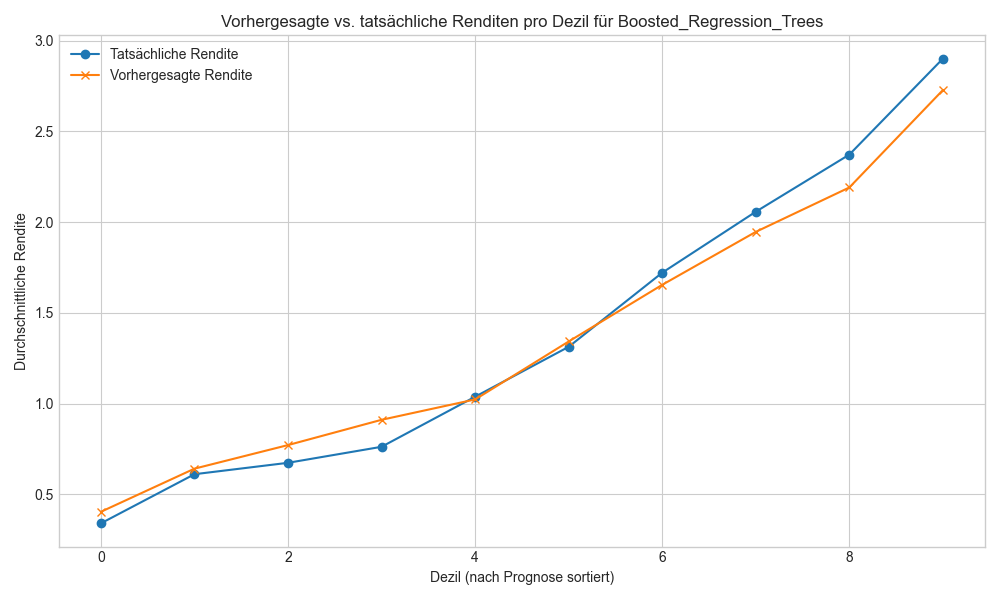 Vorhergesagte vs. tatsächliche Renditen pro Dezil für Boosted_Regression_Trees
Tatsächliche Rendite
Vorhergesagte Rendite
Durchschnittliche Rendite
3.0
2.5
2.0
1.5
1.0
0.5
0 2 4 6 8
Dezil (nach Prognose sortiert)